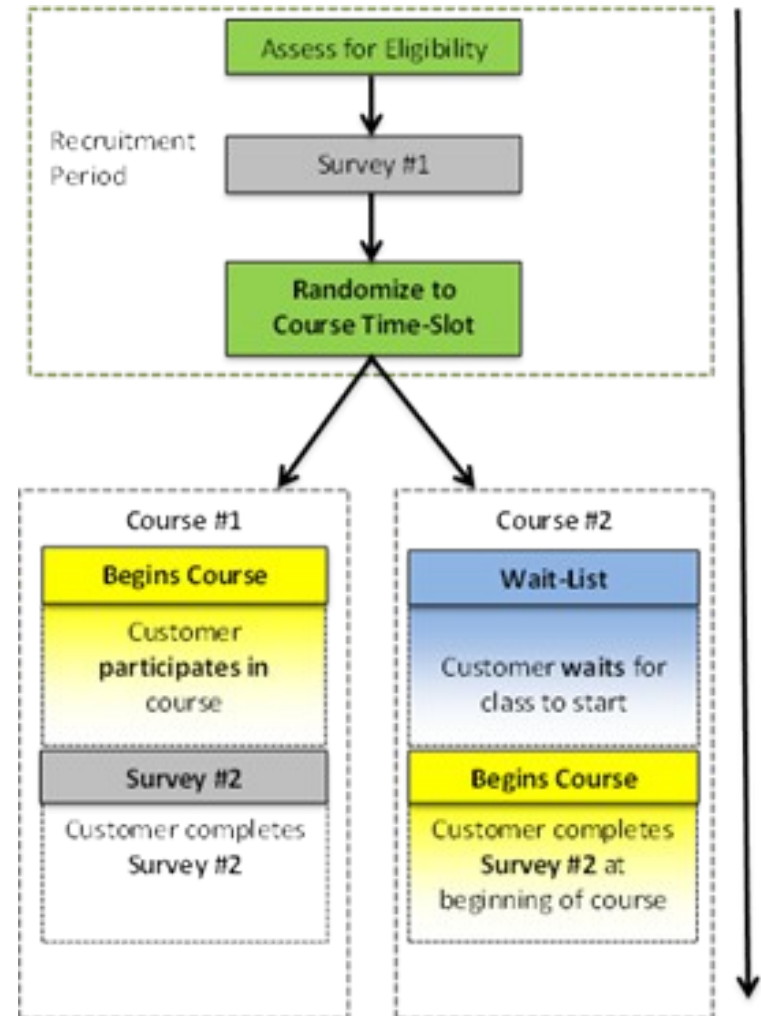 Assess for Eligibility
Recruitment
Period
Survey #1
Randomize to
Course Time-Slot
Course #1
Begins Course
Customer
participates in
course
Survey #2
Customer completes
Survey #2
Course #2
Wait-List
Customer waits for
class to start
Begins Course
Customer completes
Survey #2 at
beginning of course